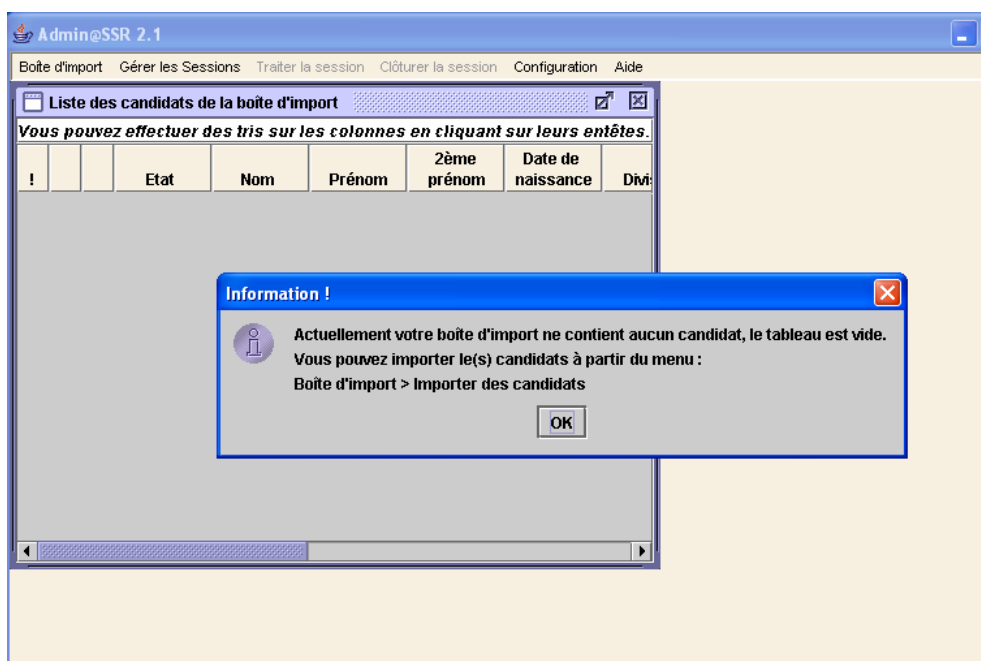 Admin@SSR 2.1
Boîte d'import Gérer les Sessions Traiter la session Clôturer la session Configuration Aide
Liste des candidats de la boîte d'import
Vous pouvez effectuer des tris sur les colonnes en cliquant sur leurs entêtes.
! Etat Nom Prénom 2ème prénom Date de naissance Divi
Information !
Actuellement votre boîte d'import ne contient aucun candidat, le tableau est vide.
Vous pouvez importer le(s) candidats à partir du menu :
Boîte d'import > Importer des candidats
OK